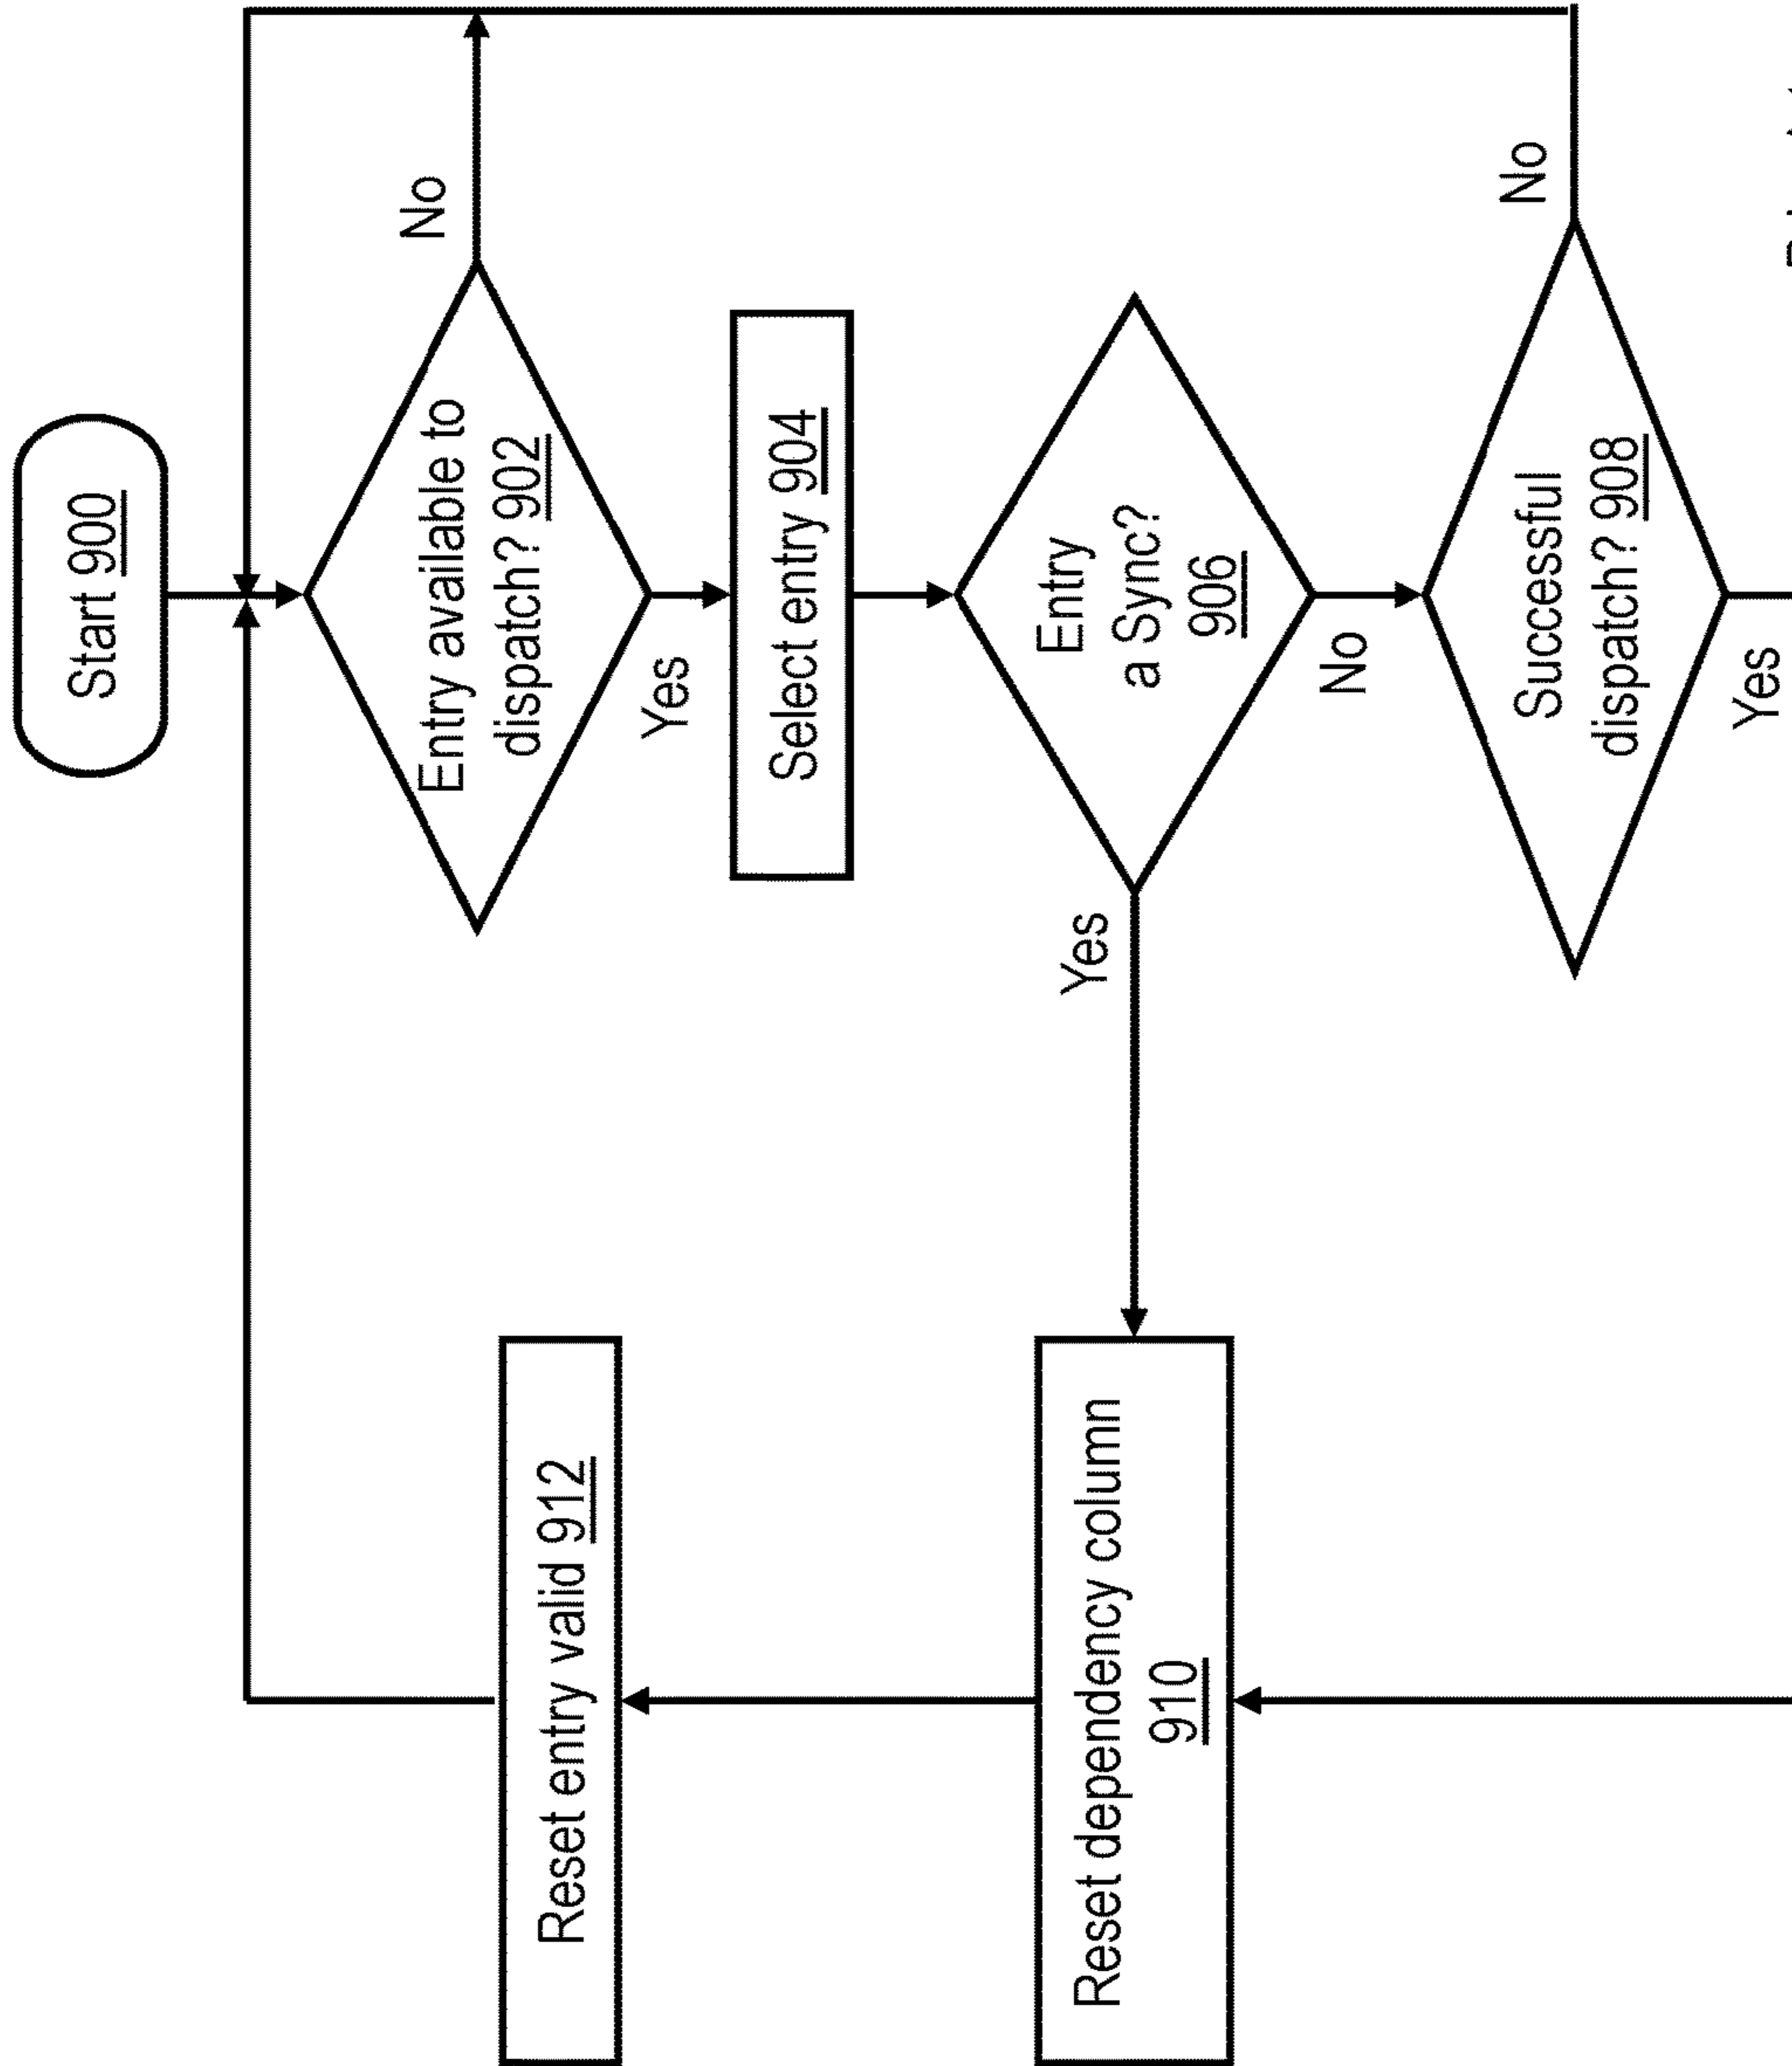 Start 900
Entry available to
dispatch? 902
No
Yes
Select entry 904
Entry
a Sync?
906
Yes
No
Successful
dispatch? 908
No
Yes
Reset dependency column
910
Reset entry valid 912